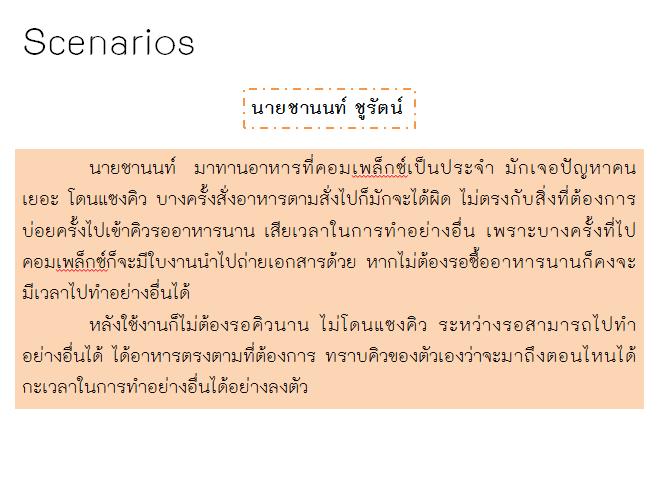 Scenarios
นายชานนท์ ชูรัตน์
นายชานนท์ มาทานอาหารที่คอมเพล็กซ์เป็นประจำ มักเจอปัญหาคน
เยอะ โดนแซงคิว บางครั้งสั่งอาหารตามสั่งไปก็มักจะได้ผิด ไม่ตรงกับสิ่งที่ต้องการ
บ่อยครั้งไปเข้าคิวรออาหารนาน เสียเวลาในการทำอย่างอื่น เพราะบางครั้งที่ไป
คอมเพล็กซ์ก็จะมีใบงานนำไปถ่ายเอกสารด้วย หากไม่ต้องรอซื้ออาหารนานก็คงจะ
มีเวลาไปทำอย่างอื่นได้
หลังใช้งานก็ไม่ต้องรอคิวนาน ไม่โดนแซงคิว ระหว่างรอสามารถไปทำ
อย่างอื่นได้ ได้อาหารตรงตามที่ต้องการ ทราบคิวของตัวเองว่าจะมาถึงตอนไหนได้
กะเวลาในการทำอย่างอื่นได้อย่างลงตัว